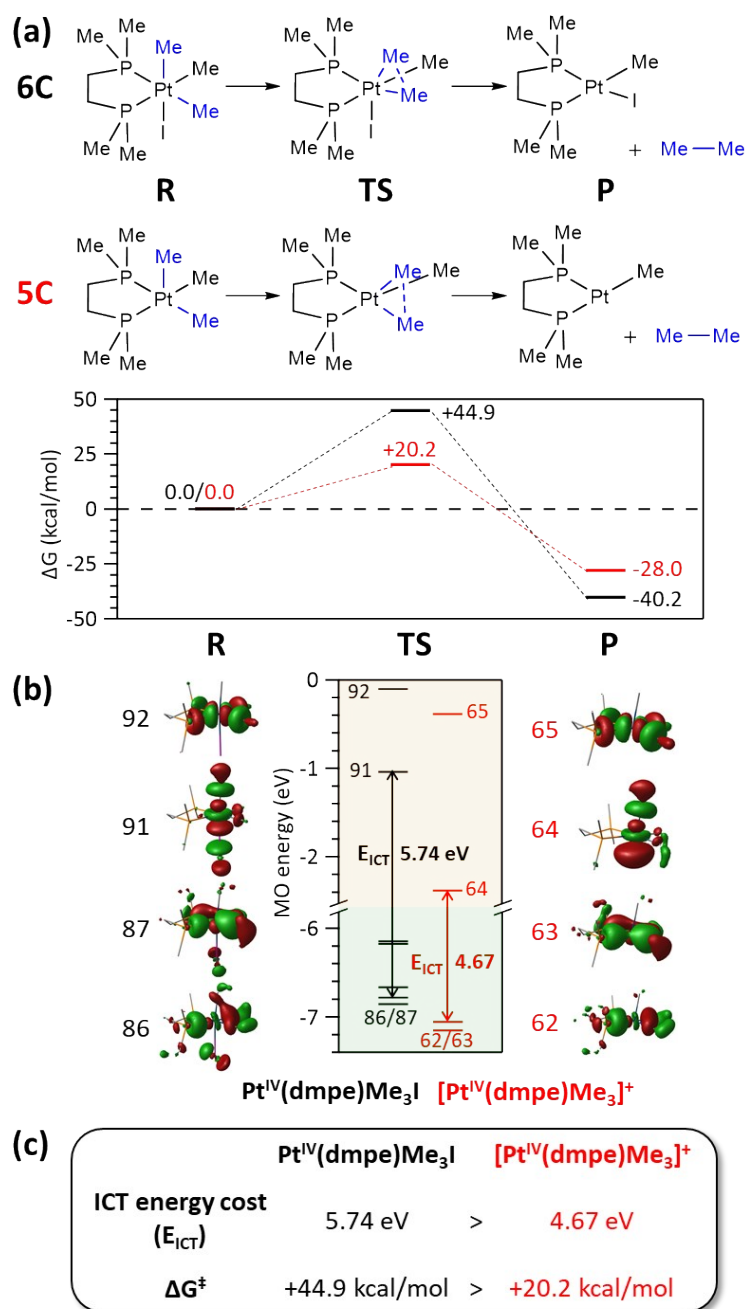 (a)
6C
Me Me Me Me P Pt P Me I Me Me
Me Me Me Me P Pt P Me I Me Me
Me Me Me P Pt P I Me Me + Me — Me
R TS P
5C
Me Me Me Me P Pt P Me Me Me
Me Me Me Me P Pt P Me Me Me
Me Me Me P Pt P Me Me + Me — Me
ΔG (kcal/mol)
50
25
0
-25
-50
0.0/0.0
+44.9
+20.2
-28.0
-40.2
R TS P
(b)
MO energy (eV)
0
-1
-2
-6
-7
92
91
87
86
92
91
E_ICT 5.74 eV
86/87
65
64
E_ICT 4.67
62/63
65
64
63
62
Pt^IV(dmpe)Me₃I [Pt^IV(dmpe)Me₃]⁺
(c)
Pt^IV(dmpe)Me₃I [Pt^IV(dmpe)Me₃]⁺
ICT energy cost
(E_ICT) 5.74 eV > 4.67 eV
ΔG‡ +44.9 kcal/mol > +20.2 kcal/mol